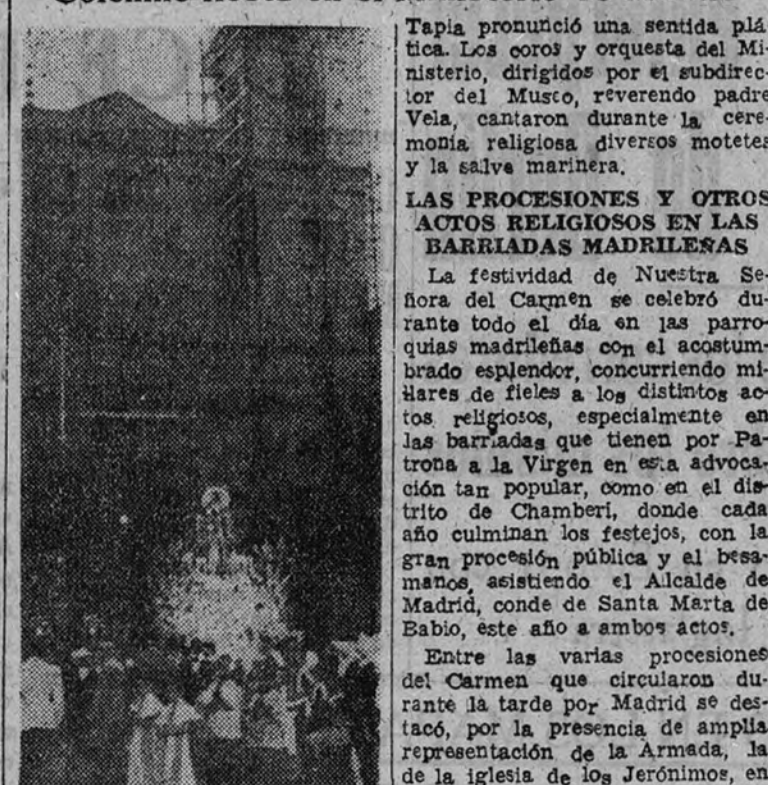 Tapia pronunció una sentida plá
tica. Los coros y orquesta del Mi-
nisterio, dirigidos por el subdirec-
tor del Museo, reverendo padre
Vela, cantaron durante la cere-
monia religiosa diversos motetes
y la salve marinera.
LAS PROCESIONES Y OTROS
ACTOS RELIGIOSOS EN LAS
BARRIADAS MADRILEÑAS
La festividad de Nuestra Se-
ñora del Carmen se celebró du-
rante todo el día en las parro-
quias madrileñas con el acostum-
brado esplendor, concurriendo mi-
llares de fieles a los distintos ac-
tos religiosos, especialmente en
las barriadas que tienen por Pa-
trona a la Virgen en esta advoca-
ción tan popular, como en el dis-
trito de Chamberí, donde cada
año culminan los festejos, con la
gran procesión pública y el besa-
manos, asistiendo el Alcalde de
Madrid, conde de Santa Marta de
Babio, este año a ambos actos.
Entre las varias procesiones
del Carmen que circularon du-
rante la tarde por Madrid se des-
tacó, por la presencia de amplia
representación de la Armada, la
de la iglesia de los Jerónimos, en